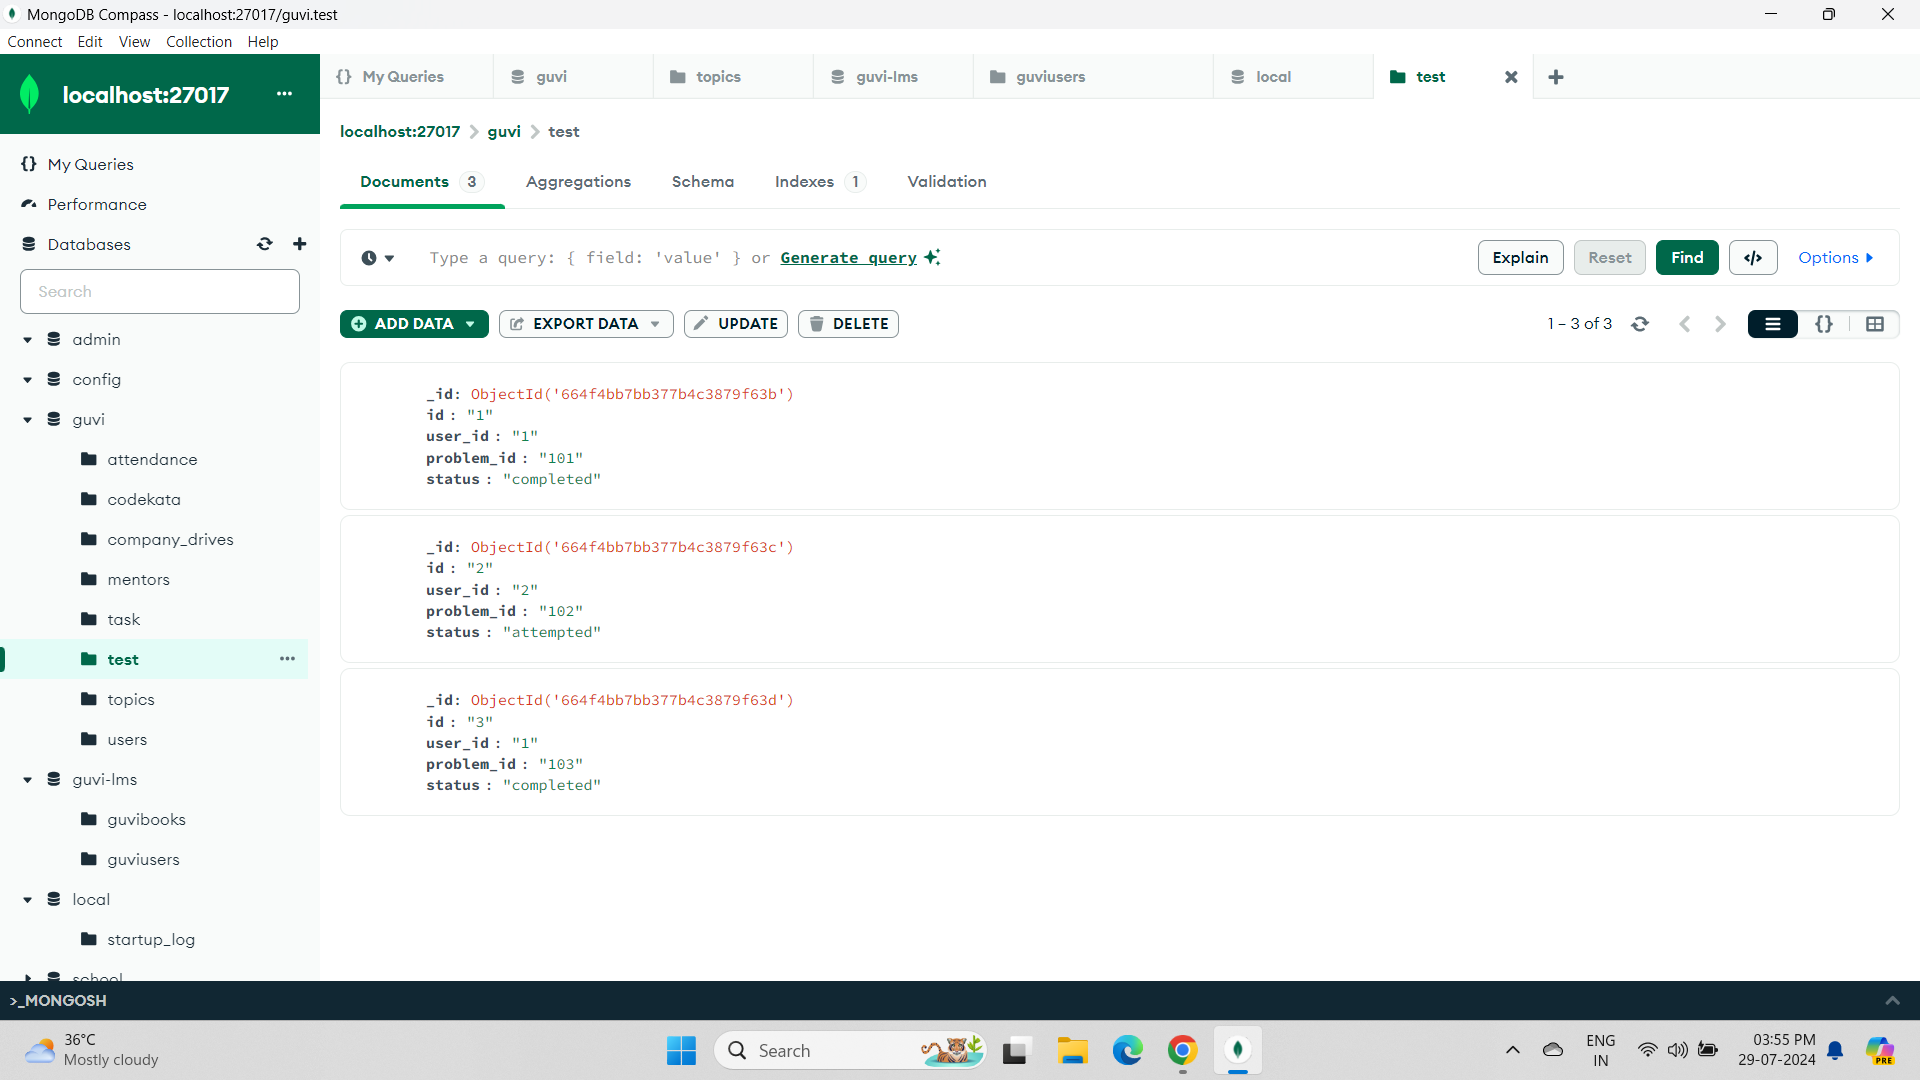 MongoDB Compass - localhost:27017/guvi.test
Connect Edit View Collection Help
localhost:27017
My Queries
Performance
Databases
Search
admin
config
guvi
attendance
codekata
company_drives
mentors
task
test
topics
users
guvi-lms
guvibooks
guviusers
local
startup_log
school
{} My Queries guvi topics guvi-lms guviusers local test
localhost:27017 > guvi > test
Documents 3 Aggregations Schema Indexes 1 Validation
Type a query: { field: 'value' } or Generate query Explain Reset Find </> Options
ADD DATA EXPORT DATA UPDATE DELETE 1 – 3 of 3 {}
_id: ObjectId('664f4bb7bb377b4c3879f63b')
id : "1"
user_id : "1"
problem_id : "101"
status : "completed"
_id: ObjectId('664f4bb7bb377b4c3879f63c')
id : "2"
user_id : "2"
problem_id : "102"
status : "attempted"
_id: ObjectId('664f4bb7bb377b4c3879f63d')
id : "3"
user_id : "1"
problem_id : "103"
status : "completed"
>_MONGOSH
36°C
Mostly cloudy
Search
ENG
IN
03:55 PM
29-07-2024
PRE